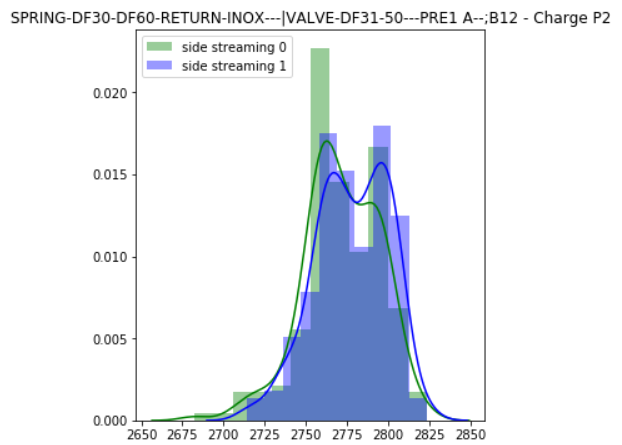 SPRING-DF30-DF60-RETURN-INOX---|VALVE-DF31-50---PRE1 A--;B12 - Charge P2
side streaming 0
side streaming 1
0.020
0.015
0.010
0.005
0.000
2650 2675 2700 2725 2750 2775 2800 2825 2850